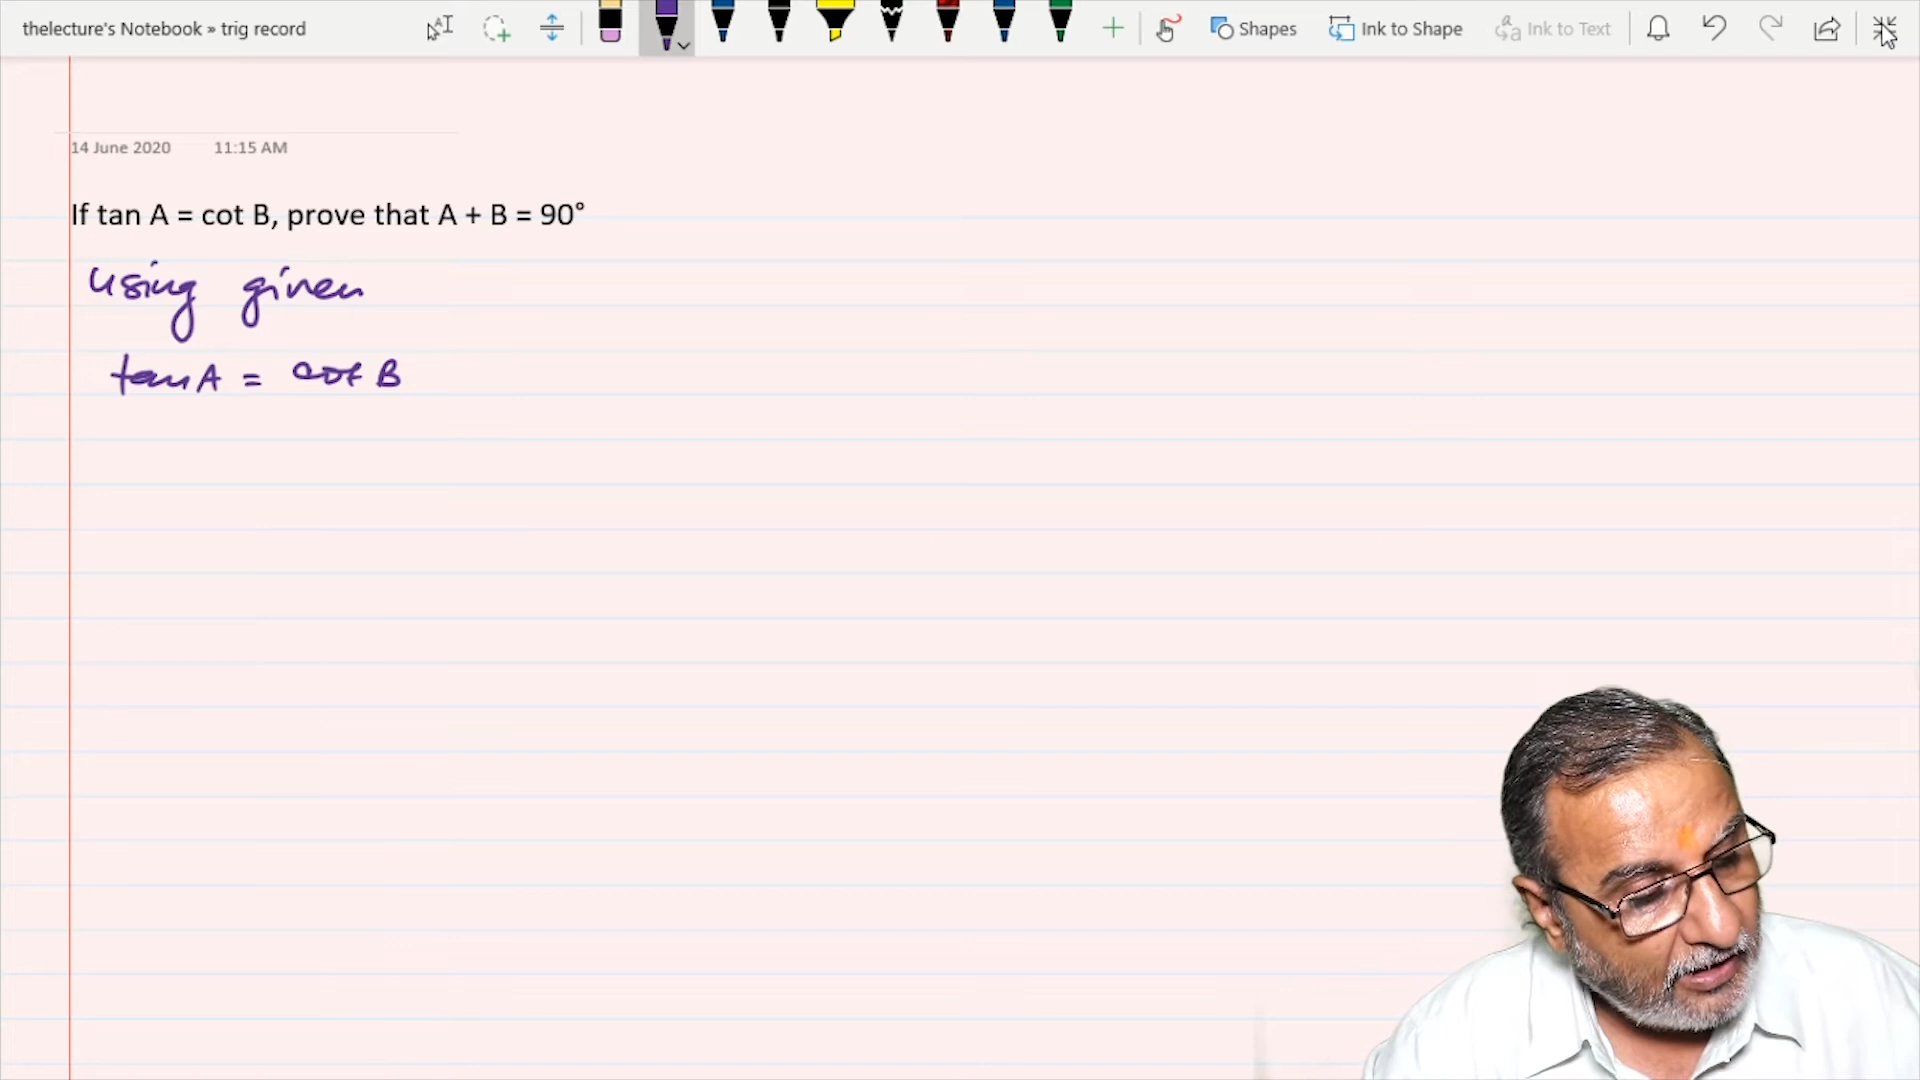 thelecture's Notebook » trig record
Shapes
Ink to Shape
Ink to Text
14 June 2020 11:15 AM
If tan A = cot B, prove that A + B = 90°
using given
tan A = cot B